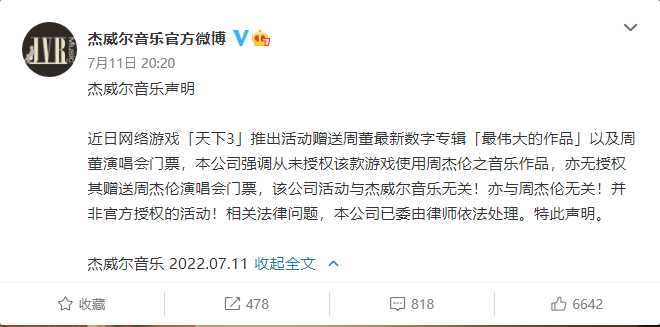 JVR
MUSIC
杰威尔音乐官方微博
7月11日 20:20
杰威尔音乐声明
近日网络游戏「天下3」推出活动赠送周董最新数字专辑「最伟大的作品」以及周
董演唱会门票，本公司强调从未授权该款游戏使用周杰伦之音乐作品，亦无授权
其赠送周杰伦演唱会门票，该公司活动与杰威尔音乐无关！亦与周杰伦无关！并
非官方授权的活动！相关法律问题，本公司已委由律师依法处理。特此声明。
杰威尔音乐 2022.07.11 收起全文
收藏 478 818 6642